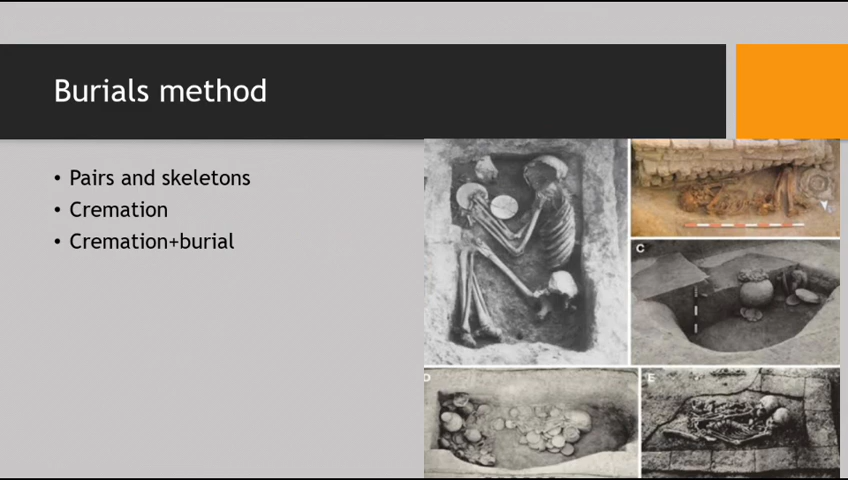 Burials method
• Pairs and skeletons
• Cremation
• Cremation+burial
C
D
E